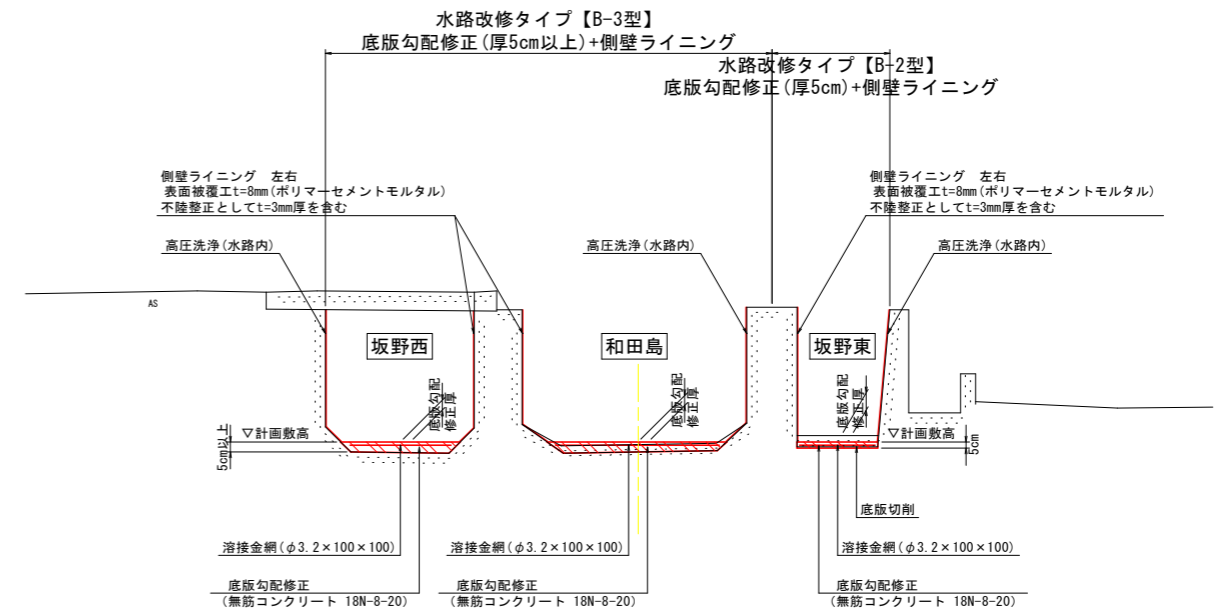 水路改修タイプ【B-3型】
底版勾配修正(厚5cm以上)+側壁ライニング
水路改修タイプ【B-2型】
底版勾配修正(厚5cm)+側壁ライニング
側壁ライニング 左右
表面被覆工t=8mm(ポリマーセメントモルタル)
不陸整正としてt=3mm厚を含む
側壁ライニング 左右
表面被覆工t=8mm(ポリマーセメントモルタル)
不陸整正としてt=3mm厚を含む
高圧洗浄(水路内)
高圧洗浄(水路内)
高圧洗浄(水路内)
AS
坂野西
和田島
坂野東
底版勾配
修正厚
底版勾配
修正厚
底版勾配
修正厚
▽計画敷高
5cm以上
▽計画敷高
5cm
底版切削
溶接金網(φ3.2×100×100)
溶接金網(φ3.2×100×100)
溶接金網(φ3.2×100×100)
底版勾配修正
(無筋コンクリート 18N-8-20)
底版勾配修正
(無筋コンクリート 18N-8-20)
底版勾配修正
(無筋コンクリート 18N-8-20)